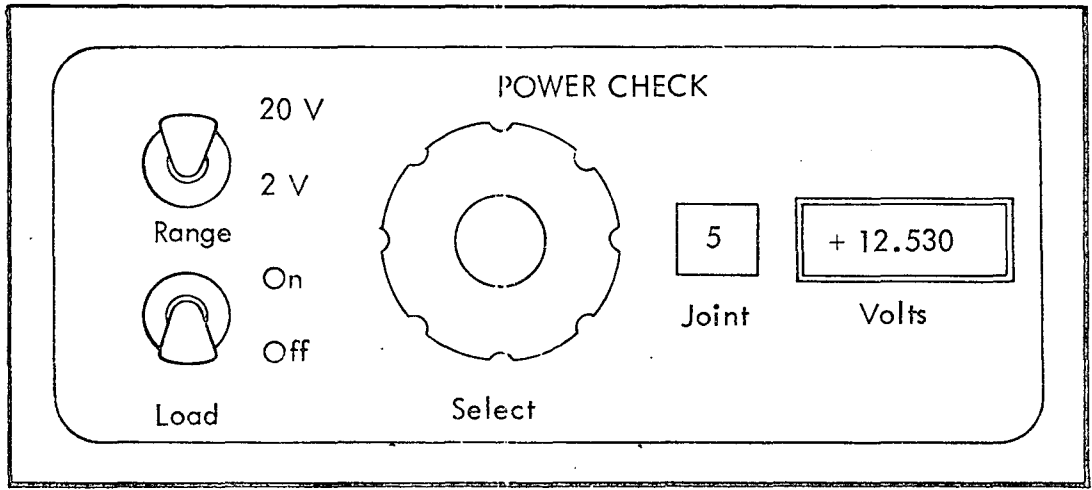 POWER CHECK
20 V
2 V
Range
On
Off
Load
Select
5
Joint
+ 12.530
Volts